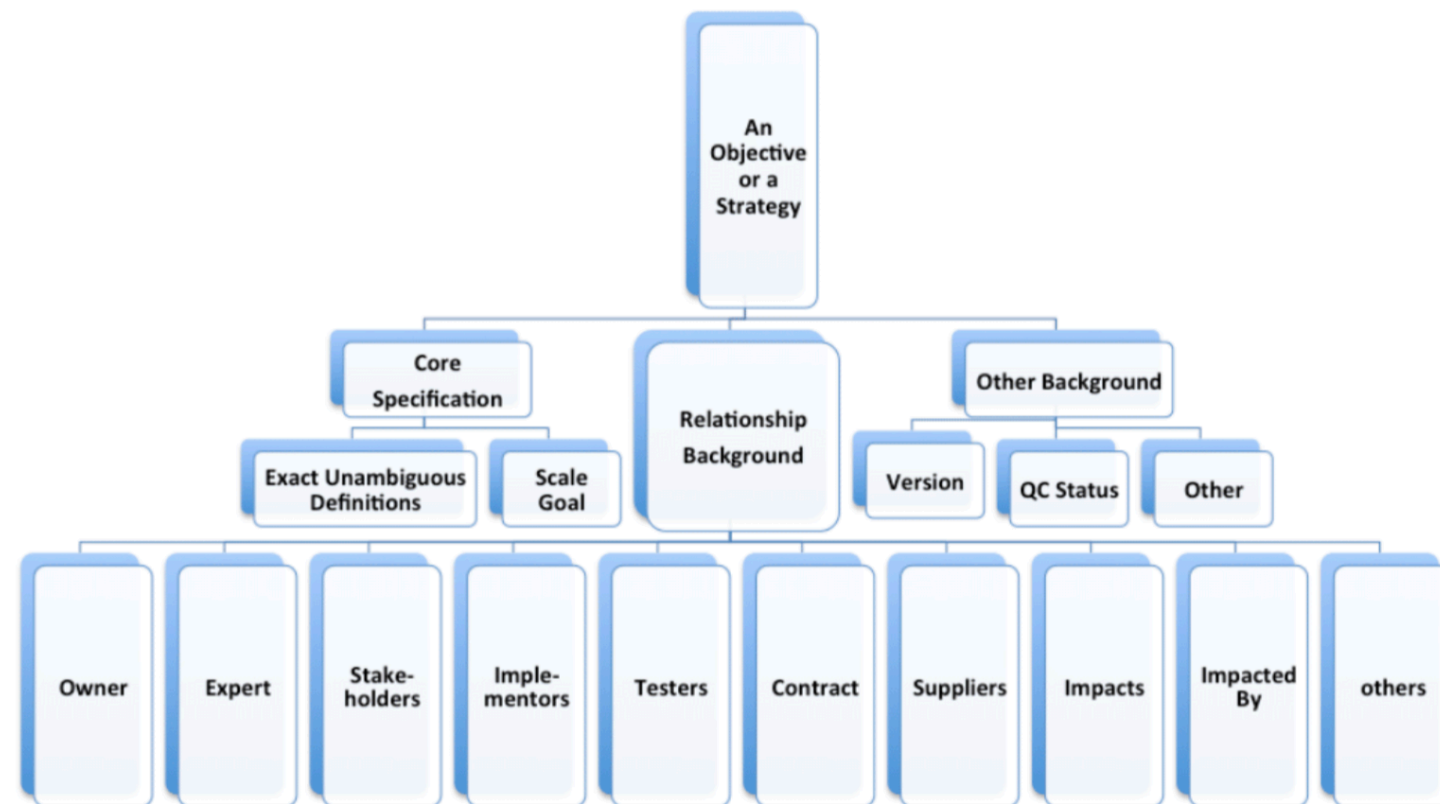 An
Objective
or a
Strategy
Core
Specification
Relationship
Background
Other Background
Exact Unambiguous
Definitions
Scale
Goal
Version
QC Status
Other
Owner
Expert
Stake-
holders
Imple-
mentors
Testers
Contract
Suppliers
Impacts
Impacted
By
others